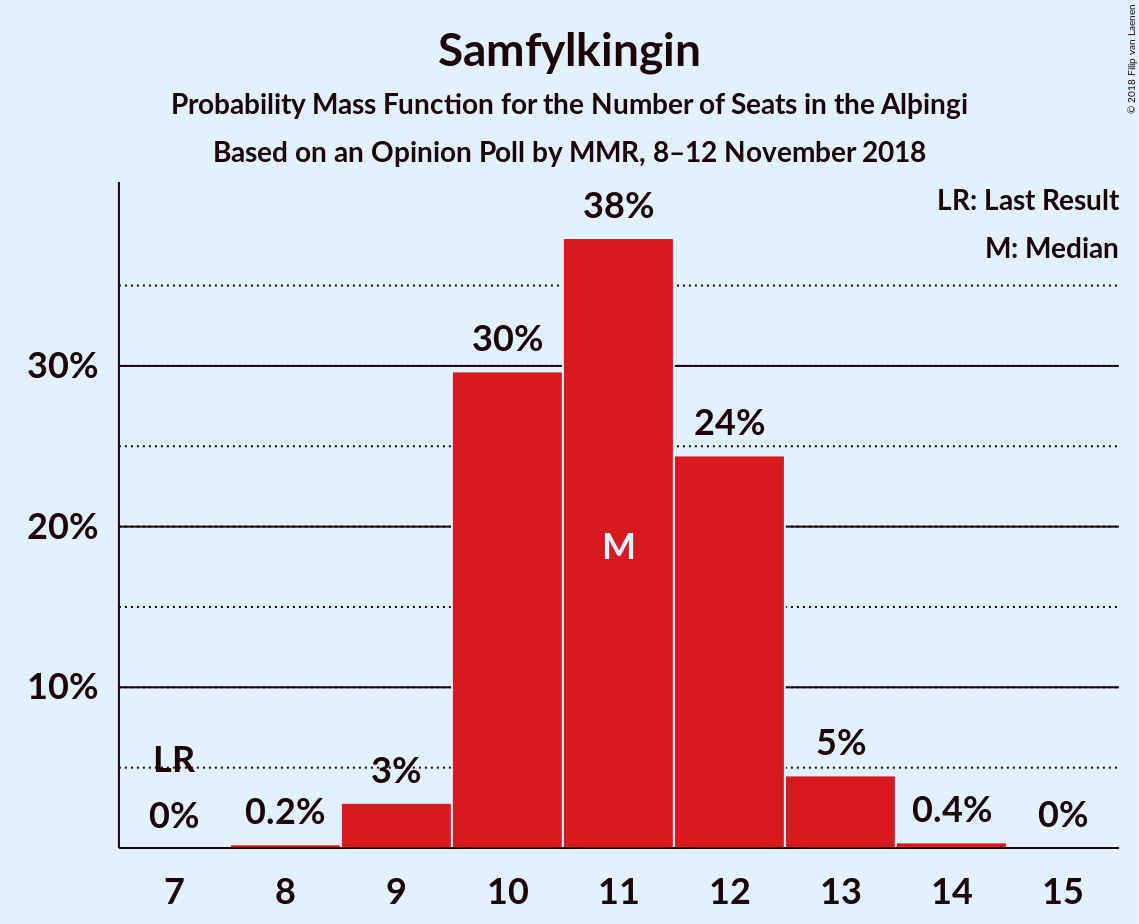 Samfylkingin
Probability Mass Function for the Number of Seats in the Alþingi
Based on an Opinion Poll by MMR, 8–12 November 2018
© 2018 Filip van Laenen
LR: Last Result
M: Median
38%
30%
30%
24%
20%
M
10%
LR
3%
5%
0%
0.2%
0.4%
0%
7 8 9 10 11 12 13 14 15